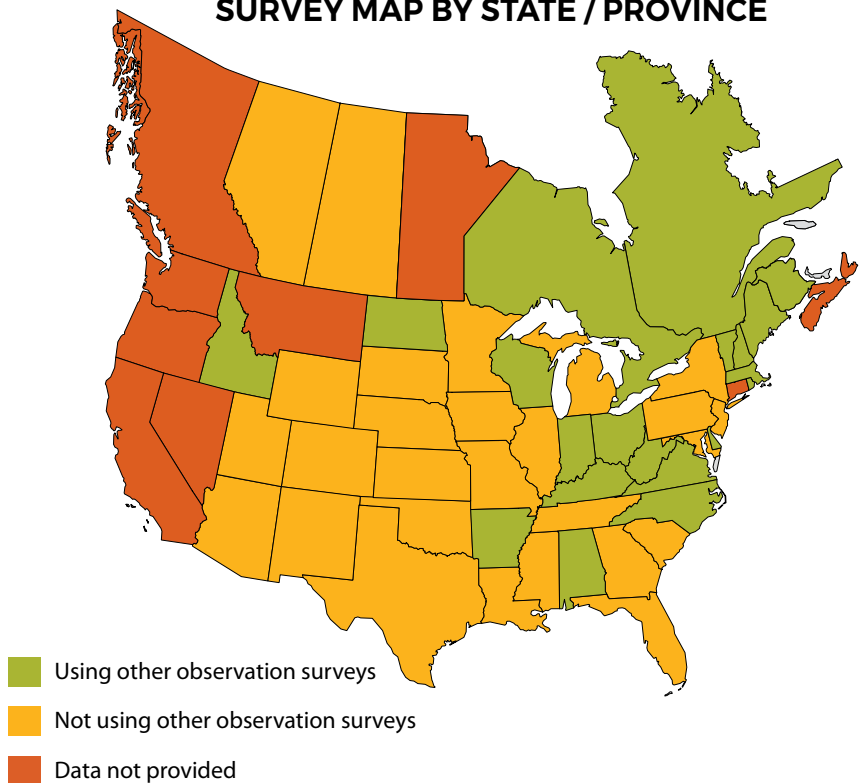 SURVEY MAP BY STATE / PROVINCE
Using other observation surveys
Not using other observation surveys
Data not provided